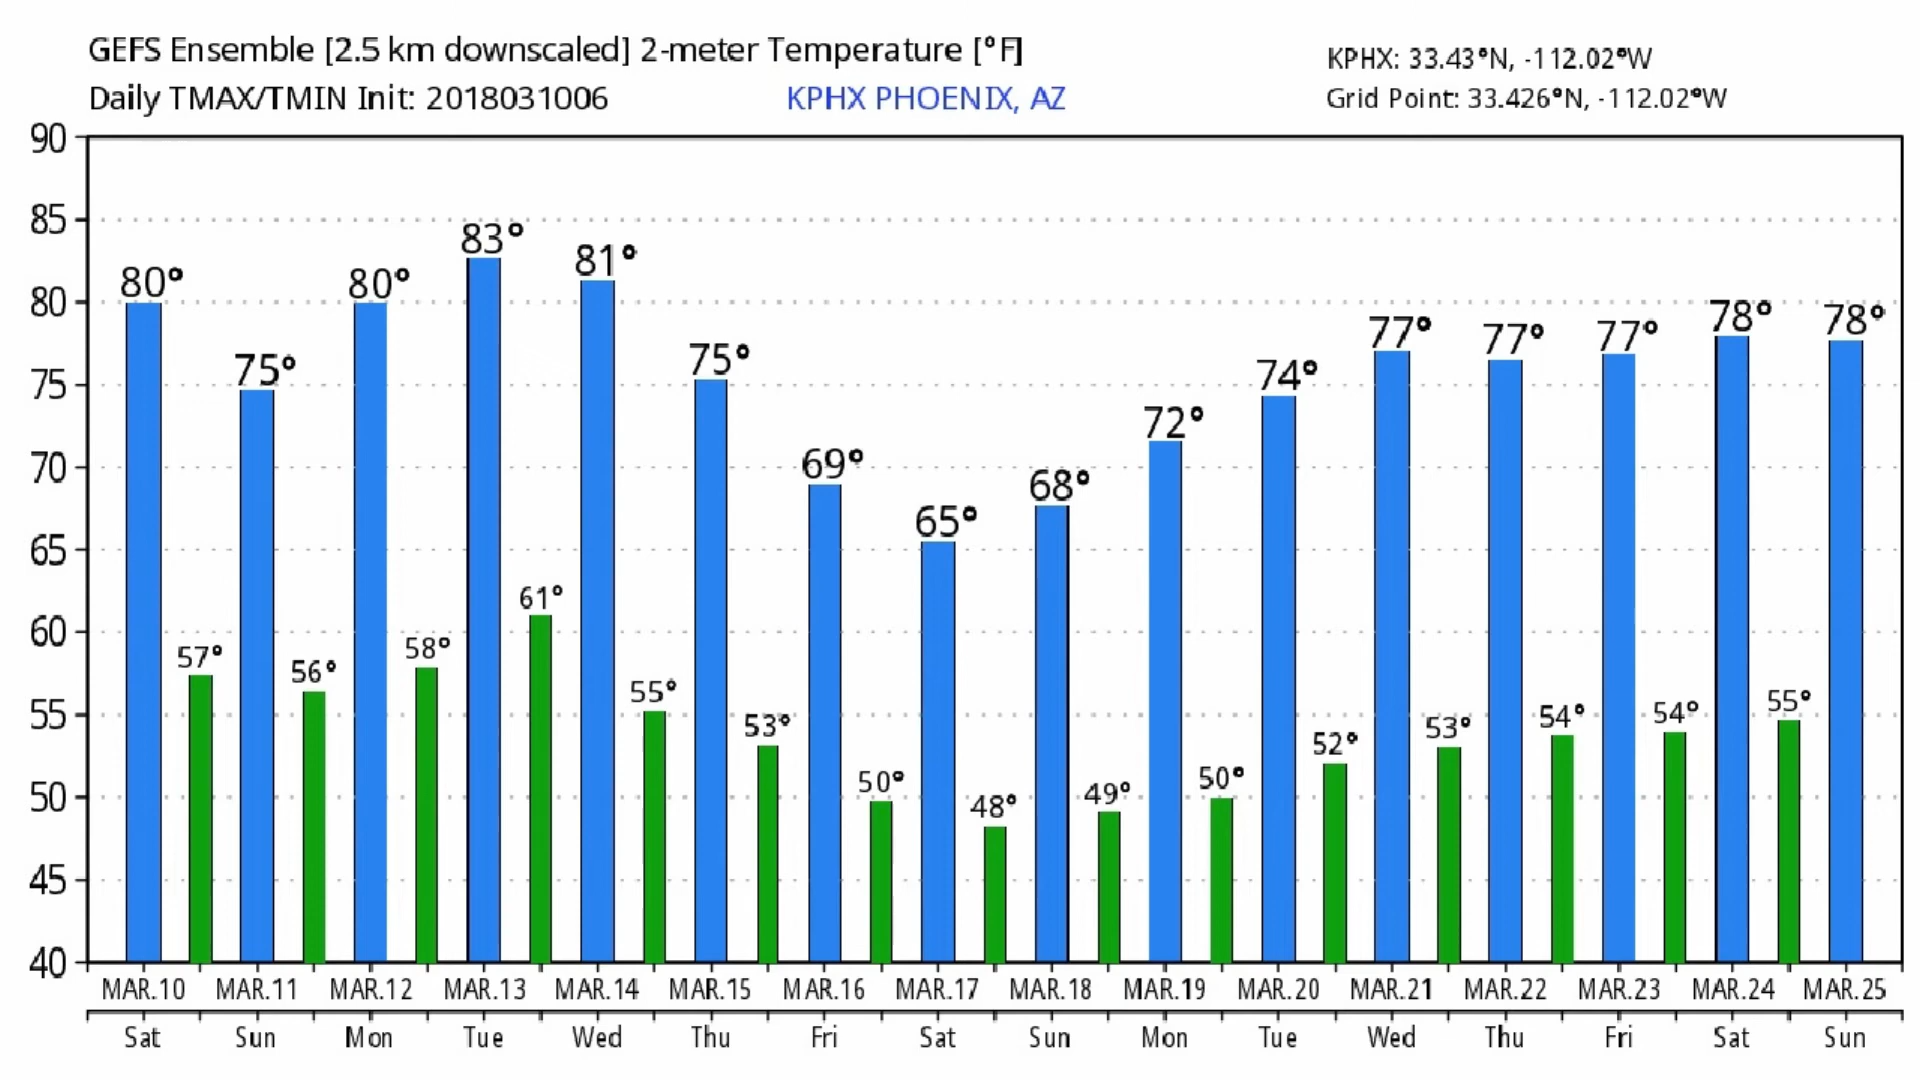 GEFS Ensemble [2.5 km downscaled] 2-meter Temperature [°F]
KPHX: 33.43°N, -112.02°W
Daily TMAX/TMIN Init: 2018031006
KPHX PHOENIX, AZ
Grid Point: 33.426°N, -112.02°W
90
85
80
75
70
65
60
55
50
45
40
80° 75° 80° 83° 81° 75° 69° 65° 68° 72° 74° 77° 77° 77° 78° 78°
57° 56° 58° 61° 55° 53° 50° 48° 49° 50° 52° 53° 54° 54° 55°
MAR.10 MAR.11 MAR.12 MAR.13 MAR.14 MAR.15 MAR.16 MAR.17 MAR.18 MAR.19 MAR.20 MAR.21 MAR.22 MAR.23 MAR.24 MAR.25
Sat Sun Mon Tue Wed Thu Fri Sat Sun Mon Tue Wed Thu Fri Sat Sun